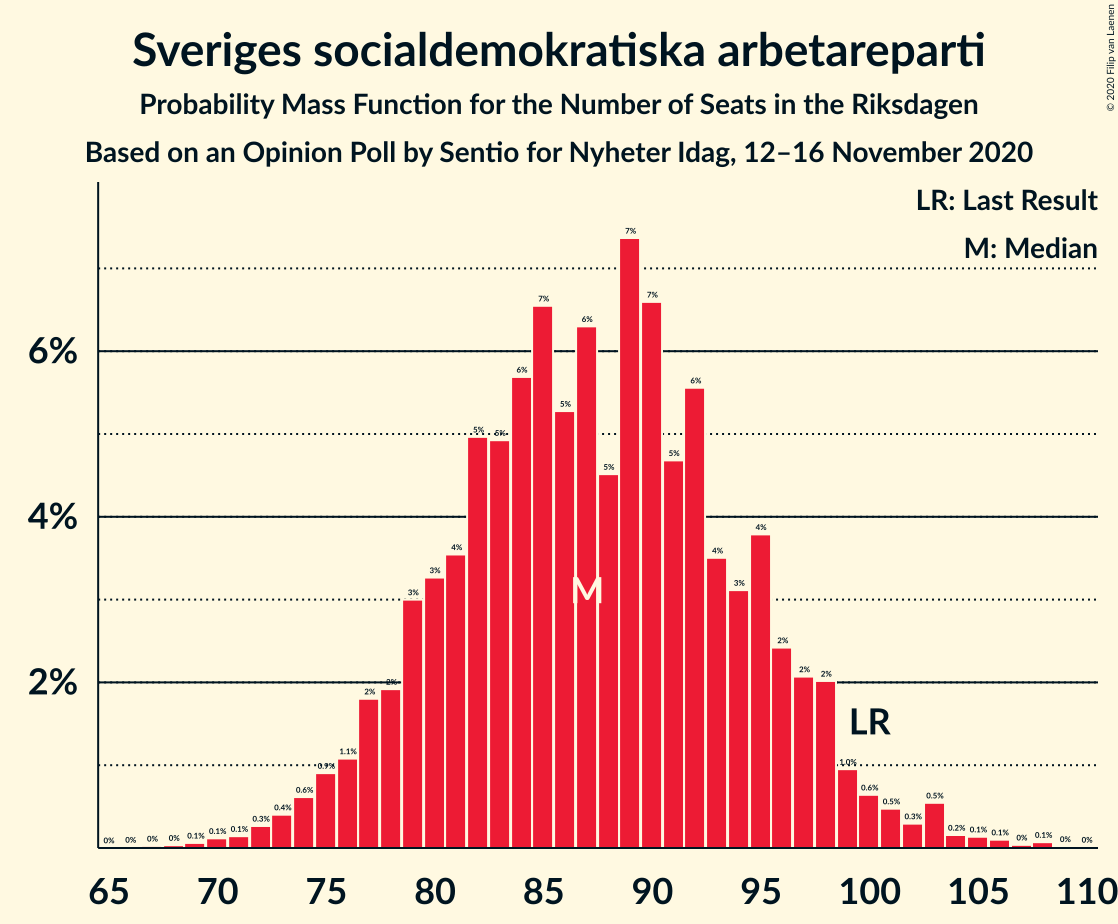 Sveriges socialdemokratiska arbetareparti
Probability Mass Function for the Number of Seats in the Riksdagen
Based on an Opinion Poll by Sentio for Nyheter Idag, 12–16 November 2020
© 2020 Filip van Laenen
LR: Last Result
M: Median
6%
4%
2%
0% 0% 0% 0% 0.1% 0.1% 0.1% 0.3% 0.4% 0.6% 0.9% 1.1% 2% 2% 3% 3% 4% 5% 5% 6% 7% 5% 6% 5% 7% 7% 5% 6% 4% 3% 4% 2% 2% 2% 1.0% 0.6% 0.5% 0.3% 0.5% 0.2% 0.1% 0.1% 0% 0.1% 0% 0%
M
LR
65 70 75 80 85 90 95 100 105 110